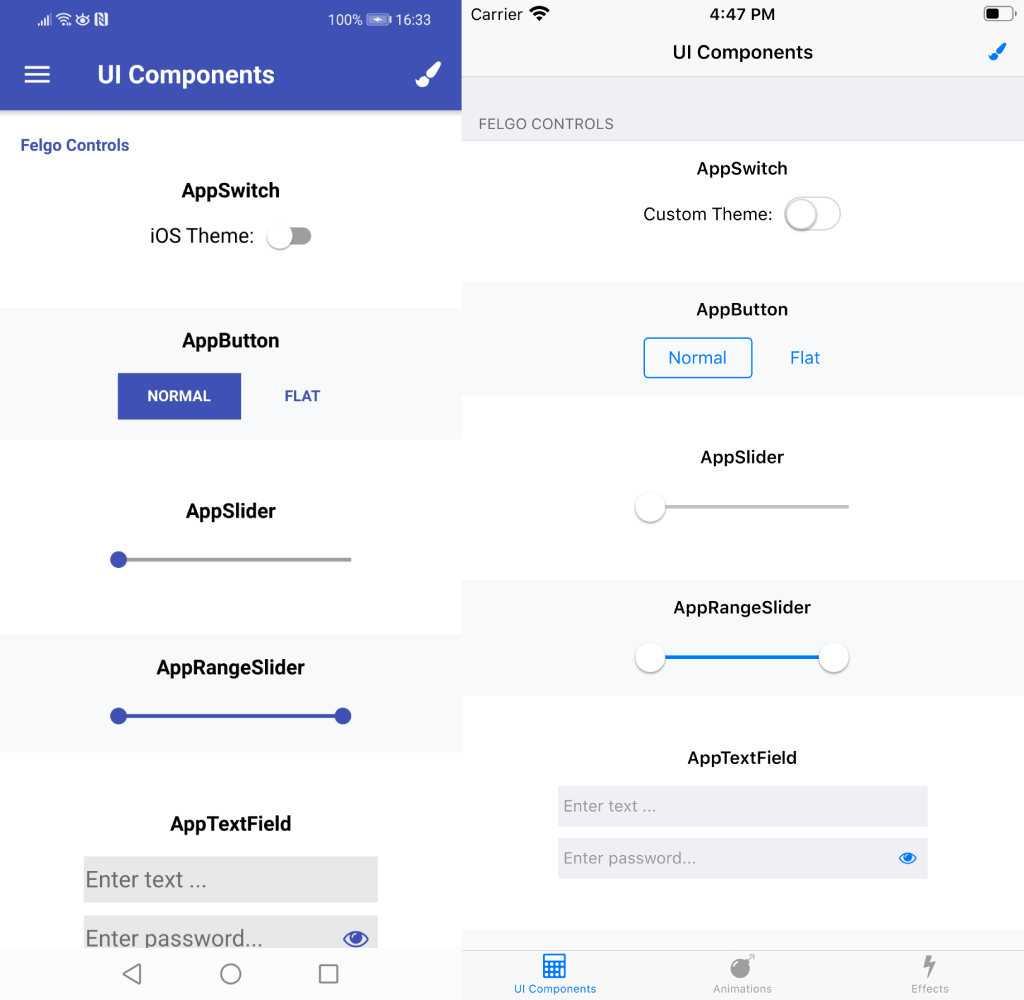 100% 16:33
UI Components
Felgo Controls
AppSwitch
iOS Theme:
AppButton
NORMAL FLAT
AppSlider
AppRangeSlider
AppTextField
Enter text ...
Enter password...
Carrier 4:47 PM
UI Components
FELGO CONTROLS
AppSwitch
Custom Theme:
AppButton
Normal Flat
AppSlider
AppRangeSlider
AppTextField
Enter text ...
Enter password...
UI Components Animations Effects